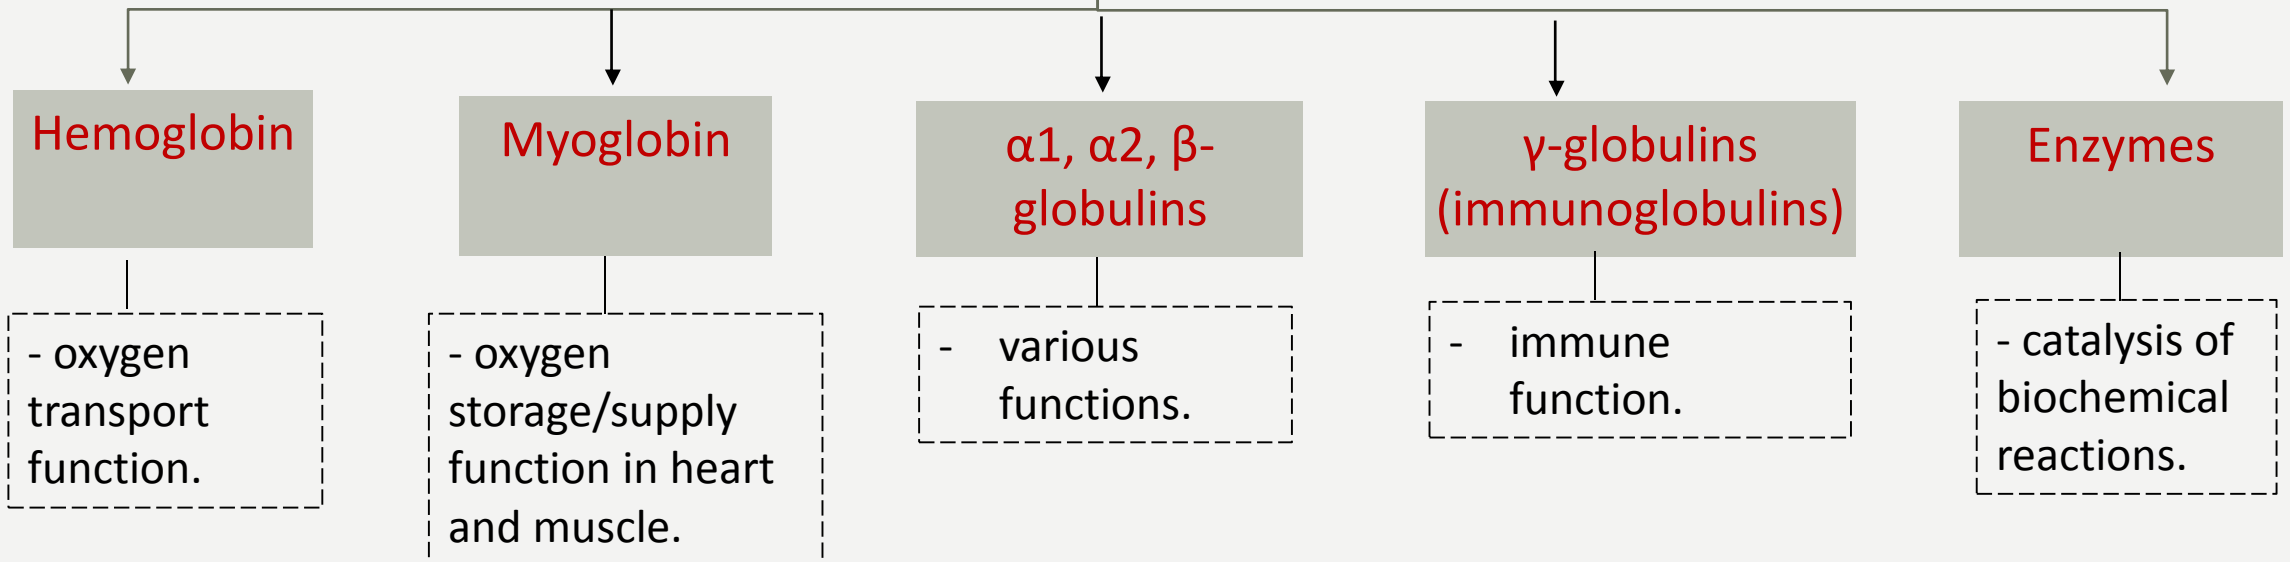 Hemoglobin
- oxygen
transport
function.
Myoglobin
- oxygen
storage/supply
function in heart
and muscle.
α1, α2, β-
globulins
- various
functions.
γ-globulins
(immunoglobulins)
- immune
function.
Enzymes
- catalysis of
biochemical
reactions.